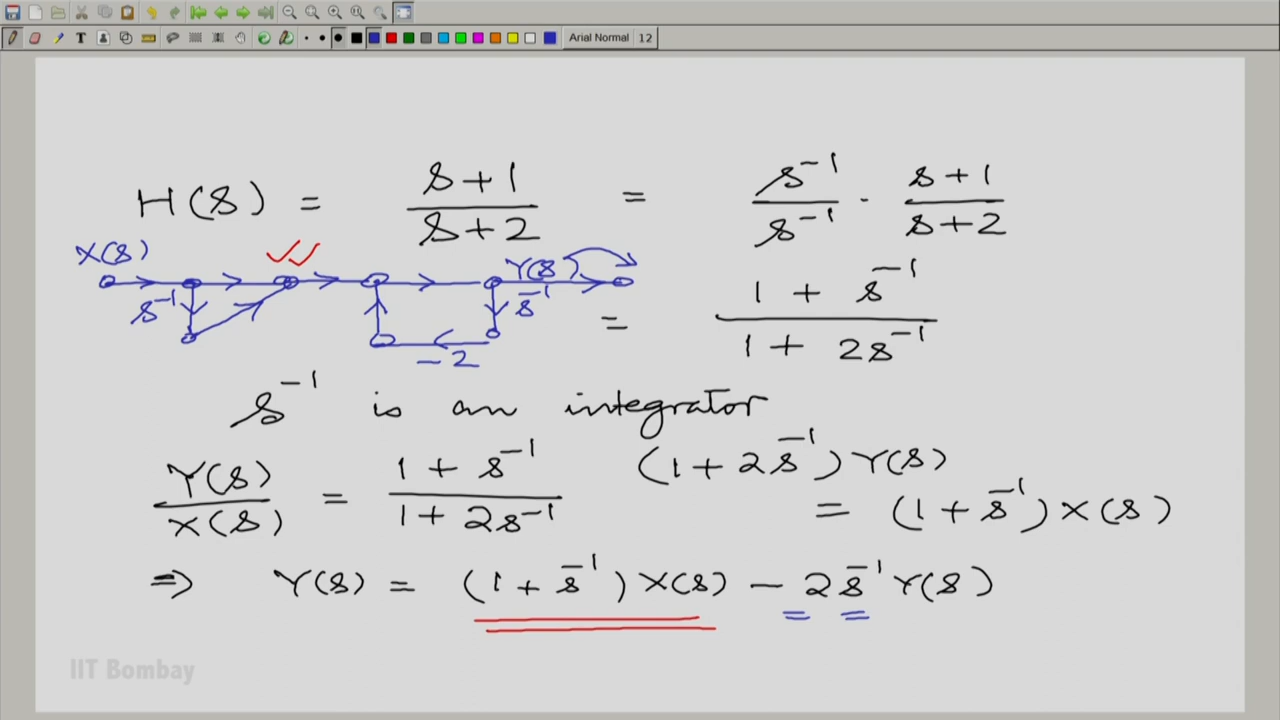 Arial Normal 12
H(s) = s+1 / s+2 = s⁻¹ / s⁻¹ · s+1 / s+2
X(s) Y(s)
s⁻¹ s⁻¹ = 1 + s⁻¹ / 1 + 2s⁻¹
-2
s⁻¹ is an integrator
Y(s) / X(s) = 1 + s⁻¹ / 1 + 2s⁻¹ (1 + 2s⁻¹) Y(s)
= (1 + s⁻¹) X(s)
⇒ Y(s) = (1 + s⁻¹) X(s) - 2s⁻¹ Y(s)
IIT Bombay